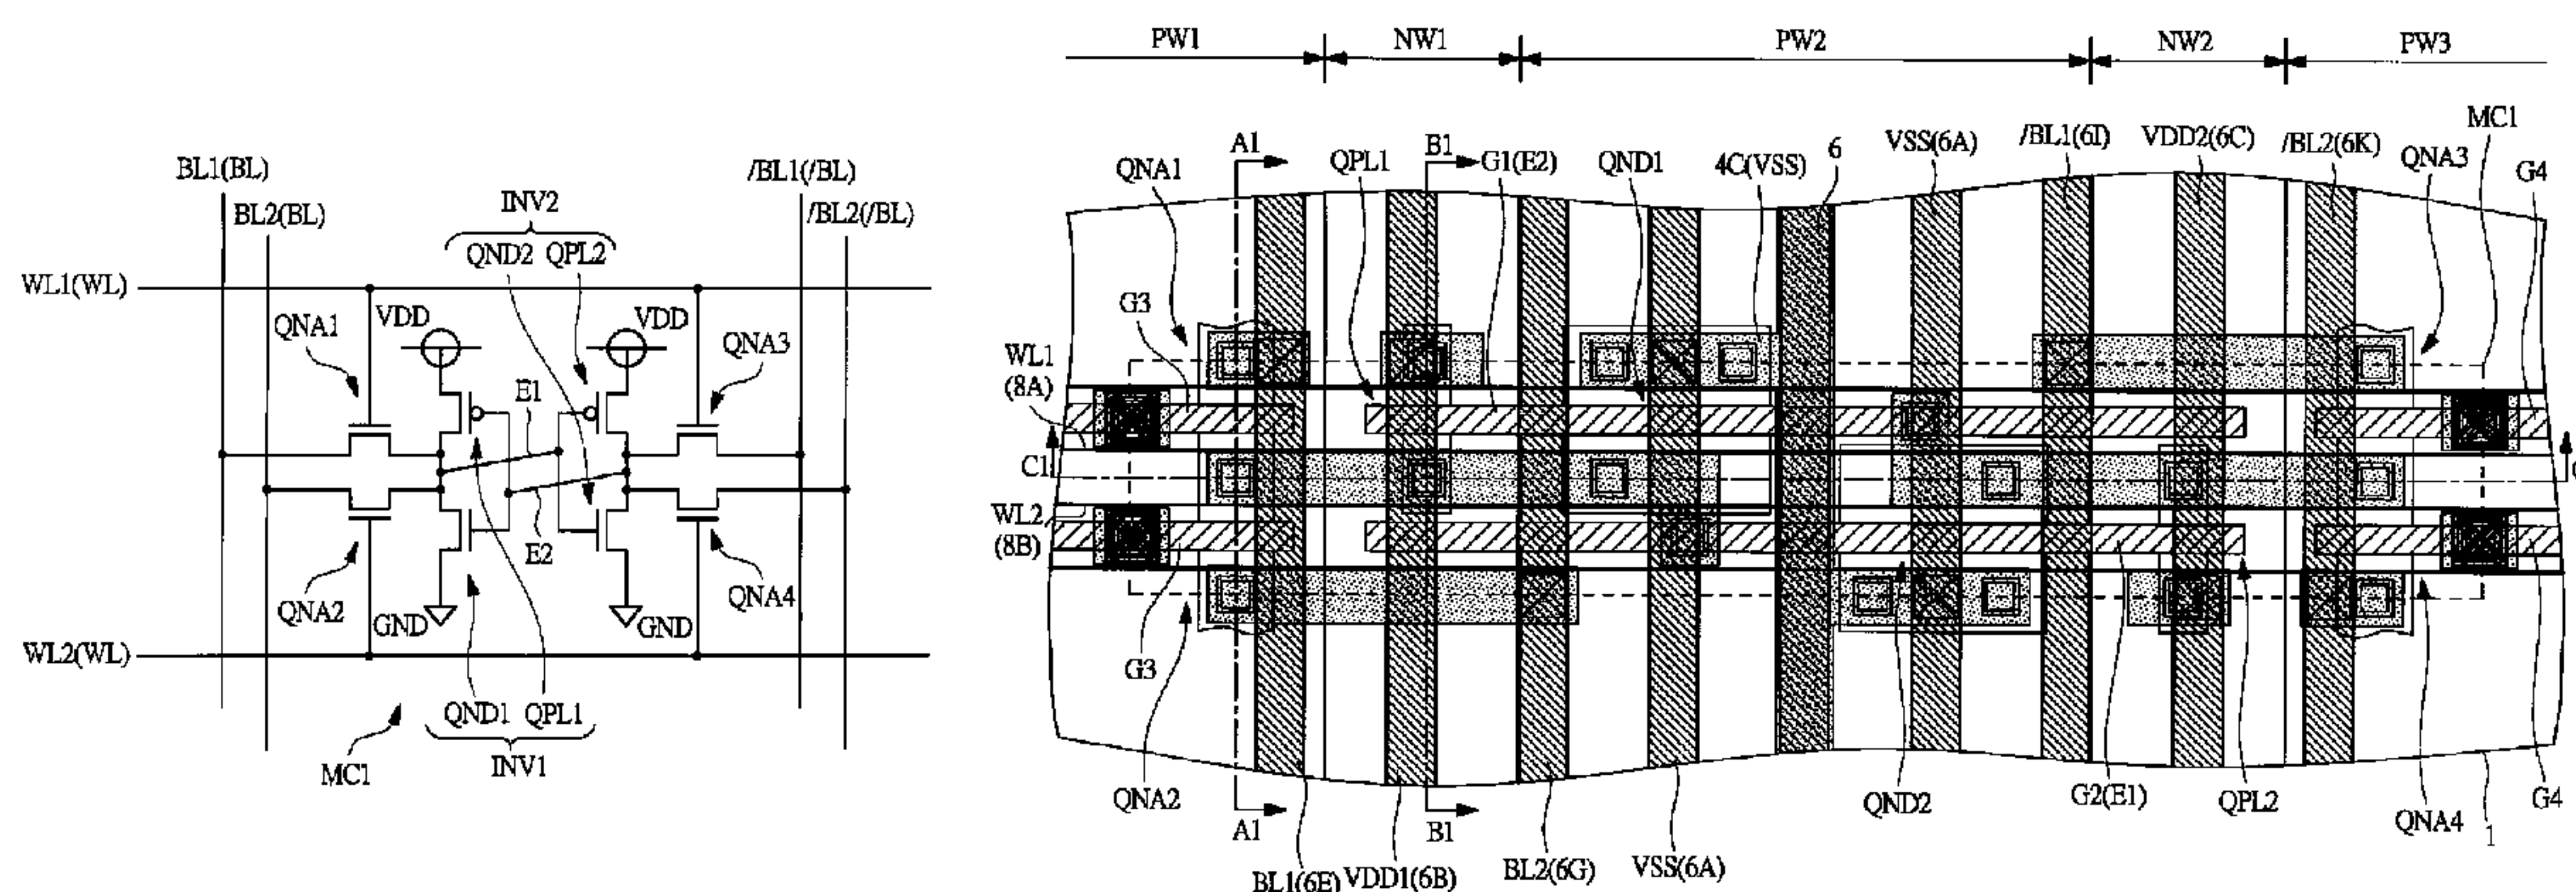 BL1(BL)
BL2(BL)
/BL1(/BL)
/BL2(/BL)
INV2
QND2 QPL2
WL1(WL)
QNA1
VDD
VDD
QNA3
E1
E2
QNA2
GND
GND
QNA4
WL2(WL)
QND1 QPL1
INV1
MC1
PW1
NW1
PW2
NW2
PW3
A1
B1
QNA1
QPL1
G1(E2)
QND1
4C(VSS)
6
VSS(6A)
/BL1(6I)
VDD2(6C)
/BL2(6K)
QNA3
MC1
G4
G3
WL1
(8A)
C1
WL2
(8B)
G3
QNA2
A1
B1
BL1(6E)
VDD1(6B)
BL2(6G)
VSS(6A)
QND2
G2(E1)
QPL2
QNA4
G4
1